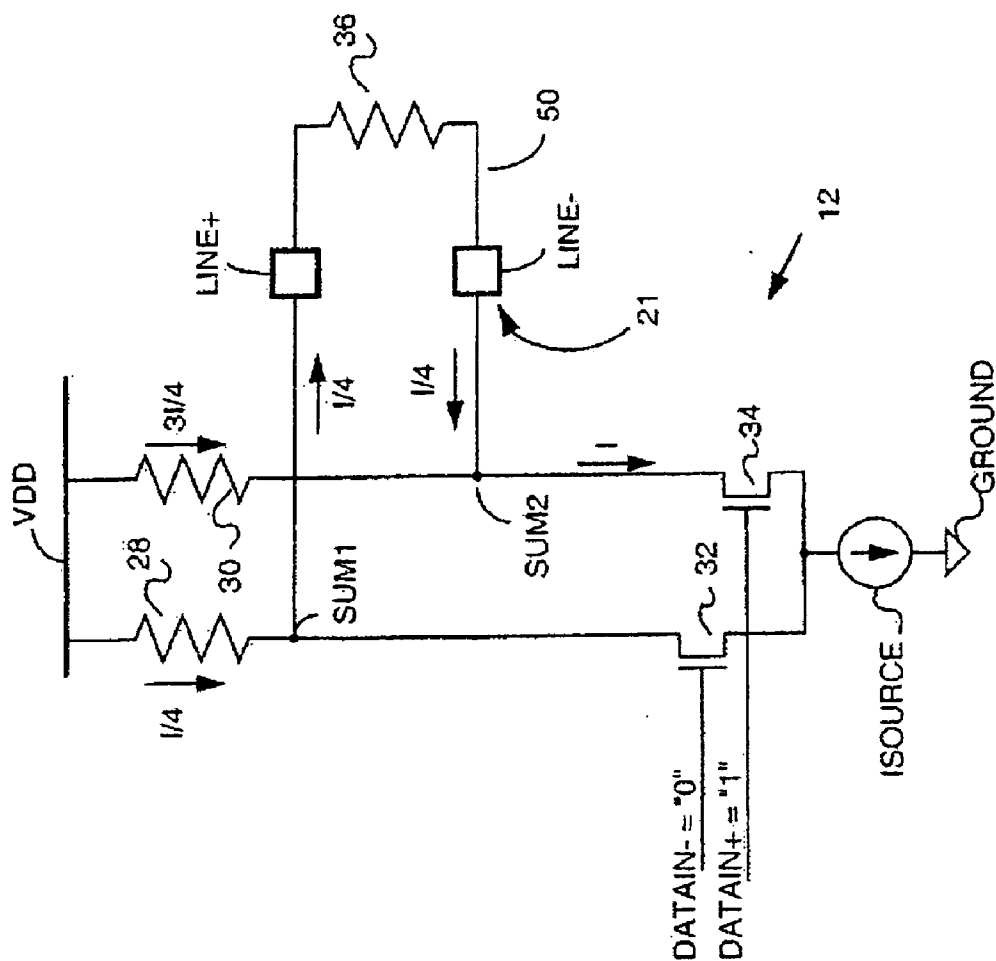 VDD
28
30
I/4
3I/4
SUM1
LINE+
36
I/4
I/4
50
SUM2
LINE-
21
I
12
32
34
DATAIN- = "0"
DATAIN+ = "1"
ISOURCE
GROUND